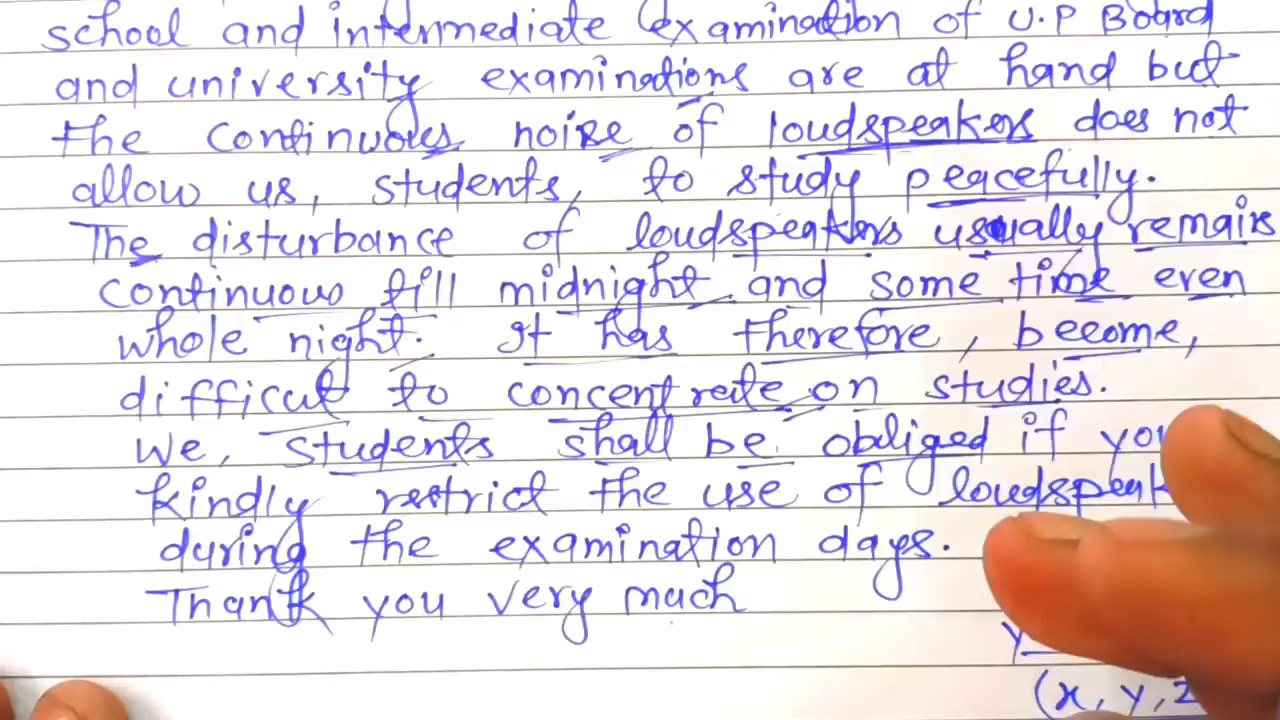 school and intermediate examination of U.P Board
and university examinations are at hand but
the continuous noise of loudspeakers does not
allow us, students, to study peacefully.
The disturbance of loudspeakers usually remains
continuous till midnight and some time even
whole night. It has therefore, become,
difficult to concentrate on studies.
We, students shall be obliged if you
kindly restrict the use of loudspeak
during the examination days.
Thank you very much
Y
(x, y, z